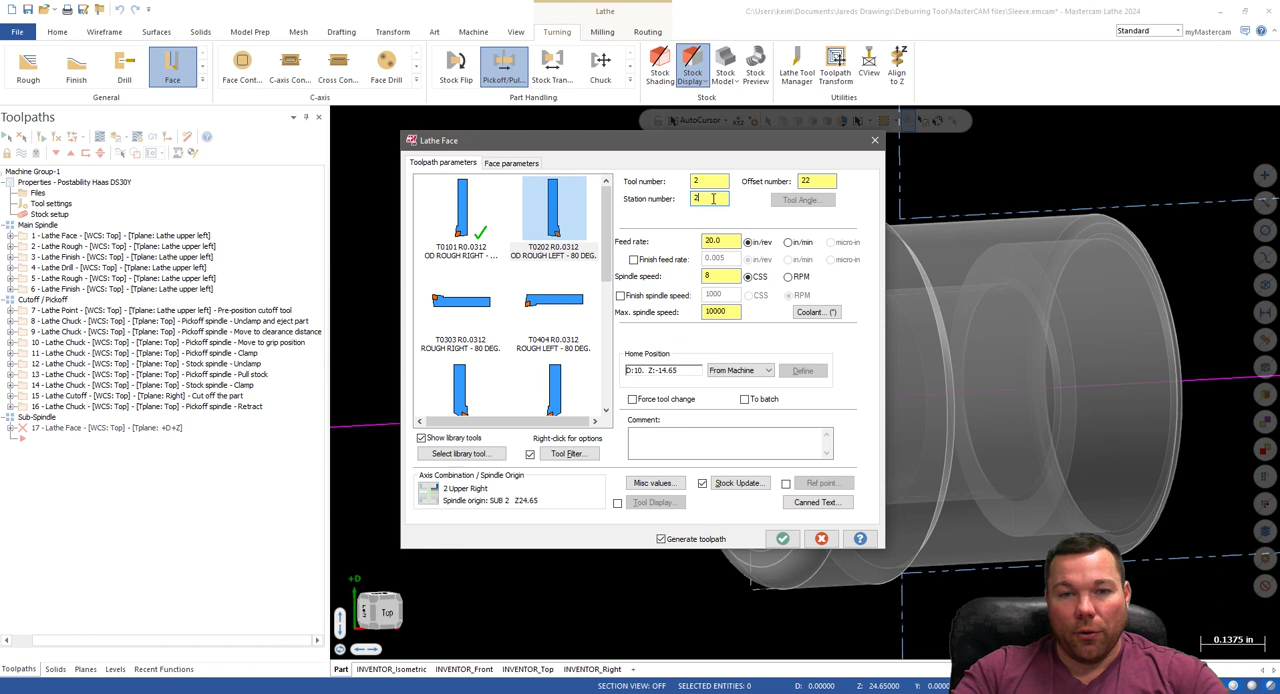 Lathe
C:\Users\keim\Documents\Jareds Drawings\Deburring Tool\MasterCAM files\Sleeve.emcam* - Mastercam Lathe 2024
File Home Wireframe Surfaces Solids Model Prep Mesh Drafting Transform Art Machine View Turning Milling Routing
Standard myMastercam
Rough Finish Drill Face Face Cont... C-axis Con... Cross Con... Face Drill Stock Flip Pickoff/Pul... Stock Tran... Chuck Stock Shading Stock Display Stock Model Stock Preview Lathe Tool Manager Toolpath Transform CView Align to Z
General C-axis Part Handling Stock Utilities
Toolpaths
AutoCursor
Machine Group-1
Properties - Postability Haas DS30Y
Files
Tool settings
Stock setup
Main Spindle
1 - Lathe Face - [WCS: Top] - [Tplane: Lathe upper left]
2 - Lathe Rough - [WCS: Top] - [Tplane: Lathe upper left]
3 - Lathe Finish - [WCS: Top] - [Tplane: Lathe upper left]
4 - Lathe Drill - [WCS: Top] - [Tplane: Lathe upper left]
5 - Lathe Rough - [WCS: Top] - [Tplane: Lathe upper left]
6 - Lathe Finish - [WCS: Top] - [Tplane: Lathe upper left]
Cutoff / Pickoff
7 - Lathe Point - [WCS: Top] - [Tplane: Lathe upper left] - Pre-position cutoff tool
8 - Lathe Chuck - [WCS: Top] - [Tplane: Top] - Pickoff spindle - Unclamp and eject part
9 - Lathe Chuck - [WCS: Top] - [Tplane: Top] - Pickoff spindle - Move to clearance distance
10 - Lathe Chuck - [WCS: Top] - [Tplane: Top] - Pickoff spindle - Move to grip position
11 - Lathe Chuck - [WCS: Top] - [Tplane: Top] - Pickoff spindle - Clamp
12 - Lathe Chuck - [WCS: Top] - [Tplane: Top] - Stock spindle - Unclamp
13 - Lathe Chuck - [WCS: Top] - [Tplane: Top] - Pickoff spindle - Pull stock
14 - Lathe Chuck - [WCS: Top] - [Tplane: Top] - Stock spindle - Clamp
15 - Lathe Cutoff - [WCS: Top] - [Tplane: Right] - Cut off the part
16 - Lathe Chuck - [WCS: Top] - [Tplane: Top] - Pickoff spindle - Retract
Sub-Spindle
17 - Lathe Face - [WCS: Top] - [Tplane: +D+Z]
Lathe Face
Toolpath parameters Face parameters
T0101 R0.0312
OD ROUGH RIGHT - ...
T0202 R0.0312
OD ROUGH LEFT - 80 DEG.
T0303 R0.0312
ROUGH RIGHT - 80 DEG.
T0404 R0.0312
ROUGH LEFT - 80 DEG.
Show library tools
Right-click for options
Select library tool...
Tool Filter...
Axis Combination / Spindle Origin
2 Upper Right
Spindle origin: SUB 2 Z24.65
Tool number: 2 Offset number: 22
Station number: 2 Tool Angle...
Feed rate: 20.0 in/rev in/min micro-in
Finish feed rate: 0.005 in/rev in/min micro-in
Spindle speed: 8 CSS RPM
Finish spindle speed: 1000 CSS RPM
Max. spindle speed: 10000 Coolant... (*)
Home Position
D:10. Z:-14.65 From Machine Define
Force tool change To batch
Comment:
Misc values... Stock Update... Ref point...
Tool Display... Canned Text...
Generate toolpath
+D
Left
Top
0.1375 in
Toolpaths Solids Planes Levels Recent Functions
Part INVENTOR_Isometric INVENTOR_Front INVENTOR_Top INVENTOR_Right +
SECTION VIEW: OFF SELECTED ENTITIES: 0 D: 0.00000 Z: 24.65000 Y: 0.0000